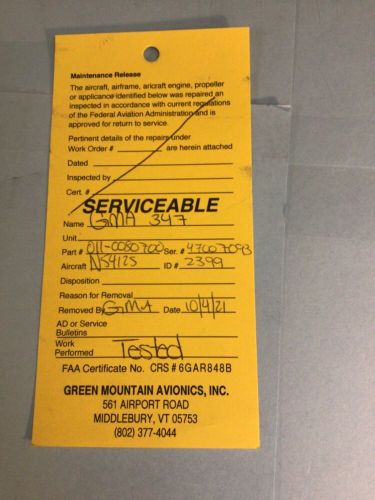 Maintenance Release
The aircraft, airframe, aricraft engine, propeller
or applicance identified below was repaired an
inspected in accordance with current regulations
of the Federal Aviation Administration and is
approved for return to service.
Pertinent details of the repairs under
Work Order # are herein attached
Dated
Inspected by
Cert. #
SERVICEABLE
Name GMA 347
Unit
Part # 011-0080700 Ser. # 47007093
Aircraft N54125 ID # 2399
Disposition
Reason for Removal
Removed By GMA Date 10/4/21
AD or Service
Bulletins
Work
Performed Tested
FAA Certificate No. CRS # 6GAR848B
GREEN MOUNTAIN AVIONICS, INC.
561 AIRPORT ROAD
MIDDLEBURY, VT 05753
(802) 377-4044